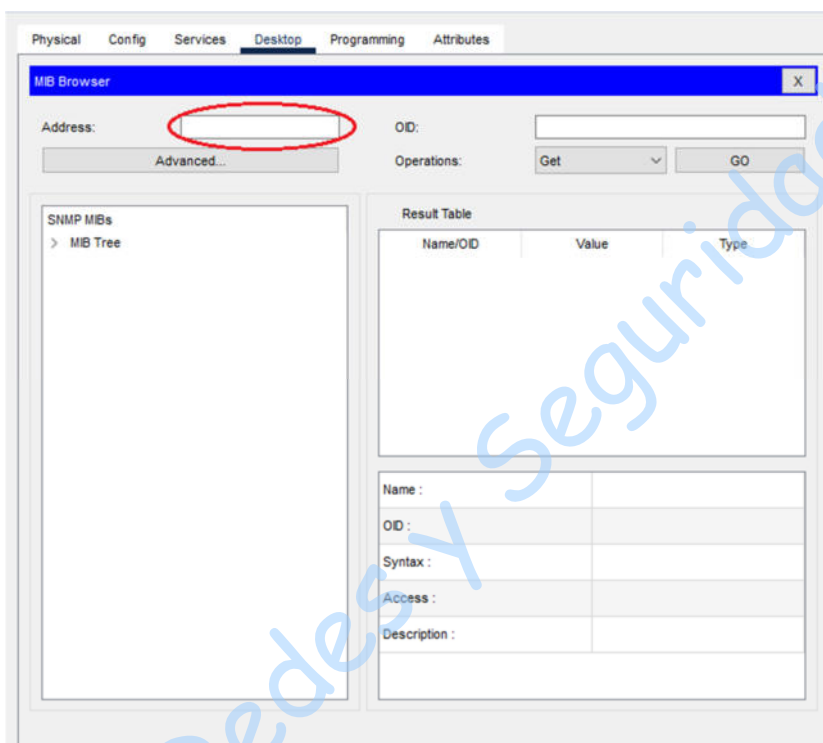 Physical Config Services Desktop Programming Attributes
MIB Browser X
Address: OID:
Advanced... Operations: Get GO
SNMP MIBs
> MIB Tree
Result Table
Name/OID Value Type
Name :
OID :
Syntax :
Access :
Description :
Redes y Seguridad